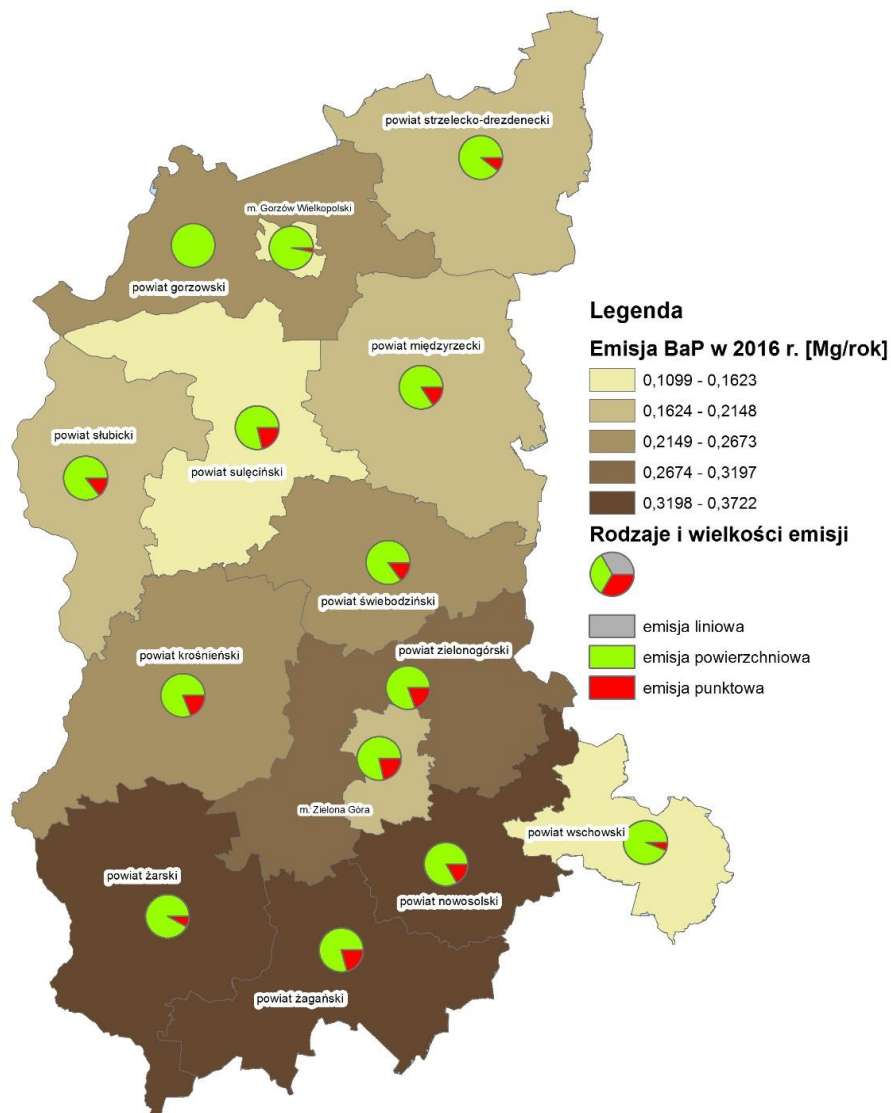 powiat strzelecko-drezdenecki
m. Gorzów Wielkopolski
powiat gorzowski
powiat międzyrzecki
powiat słubicki
powiat sulęciński
powiat świebodziński
powiat krośnieński
powiat zielonogórski
m. Zielona Góra
powiat wschowski
powiat żarski
powiat nowosolski
powiat żagański
Legenda
Emisja BaP w 2016 r. [Mg/rok]
0,1099 - 0,1623
0,1624 - 0,2148
0,2149 - 0,2673
0,2674 - 0,3197
0,3198 - 0,3722
Rodzaje i wielkości emisji
emisja liniowa
emisja powierzchniowa
emisja punktowa